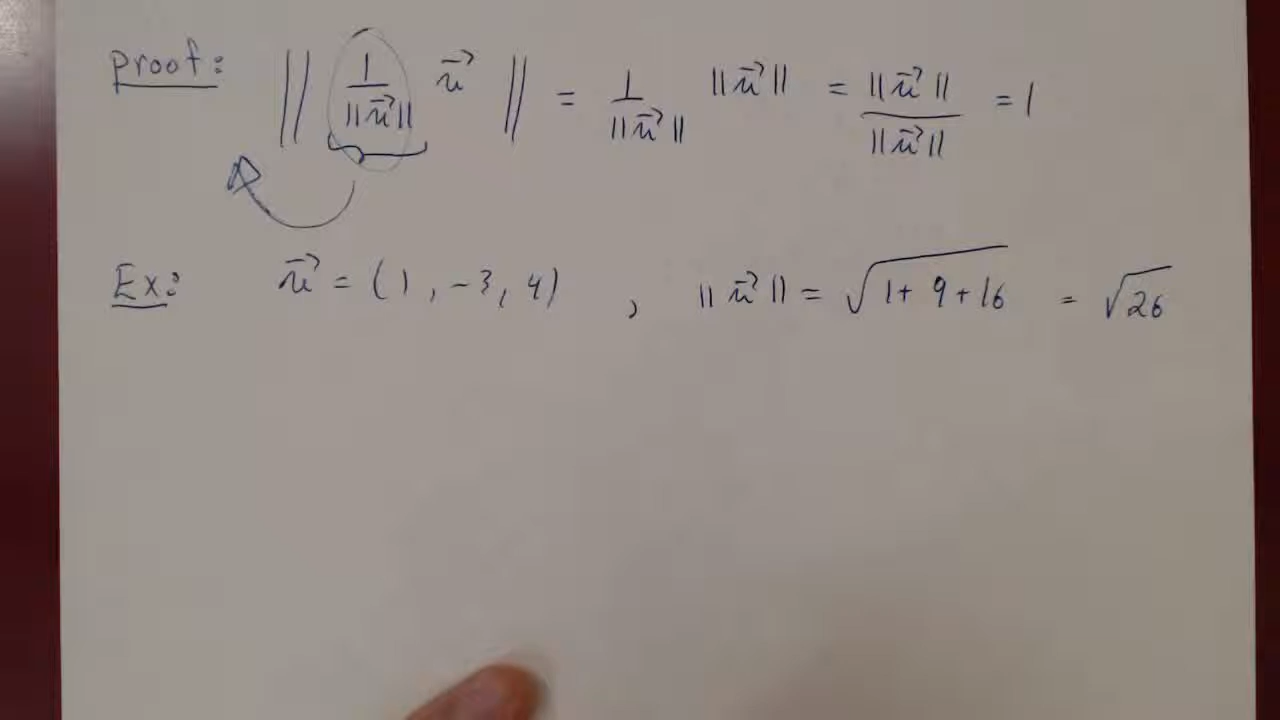 Proof: || 1/||u⃗|| u⃗ || = 1/||u⃗|| ||u⃗|| = ||u⃗||/||u⃗|| = 1
Ex: u⃗ = (1, -3, 4) , ||u⃗|| = √(1+9+16) = √26